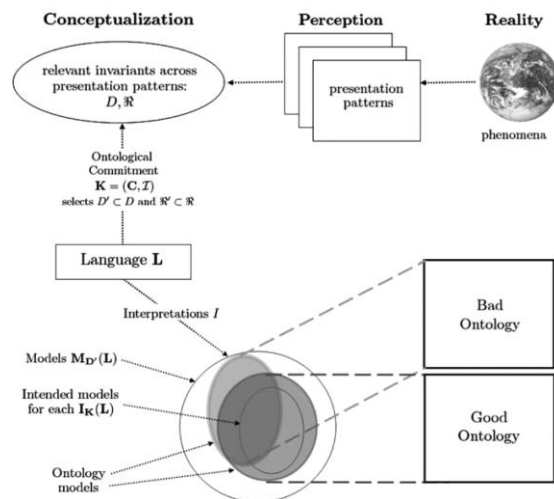 Conceptualization
Perception
Reality
relevant invariants across
presentation patterns:
D, ℜ
presentation
patterns
phenomena
Ontological
Commitment
K = (C, 𝓘)
selects D′ ⊂ D and ℜ′ ⊂ ℜ
Language L
Interpretations I
Bad
Ontology
Models M_D′(L)
Intended models
for each I_K(L)
Good
Ontology
Ontology
models